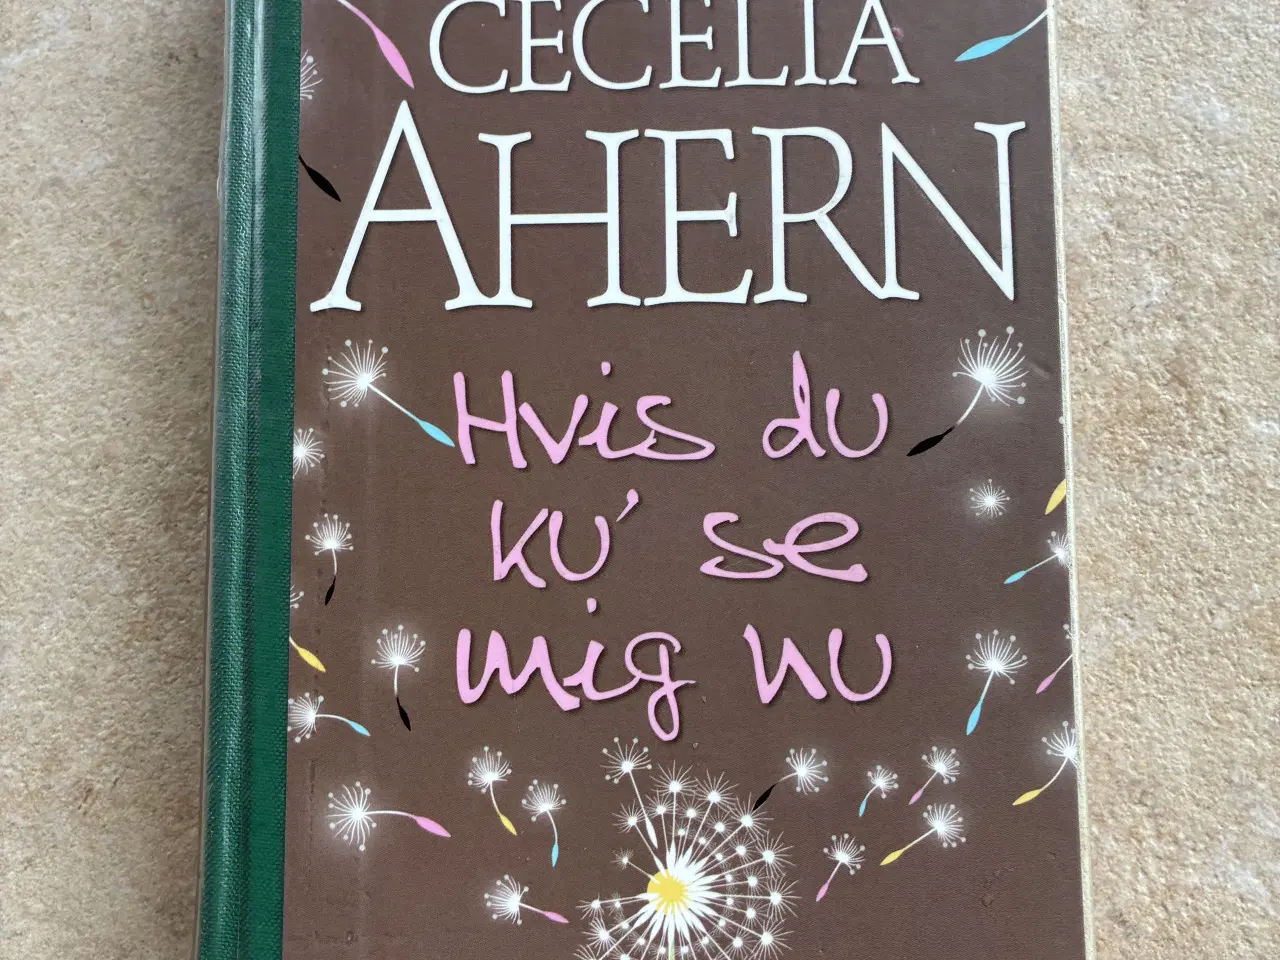 CECELIA
AHERN
Hvis du
ku' se
mig nu